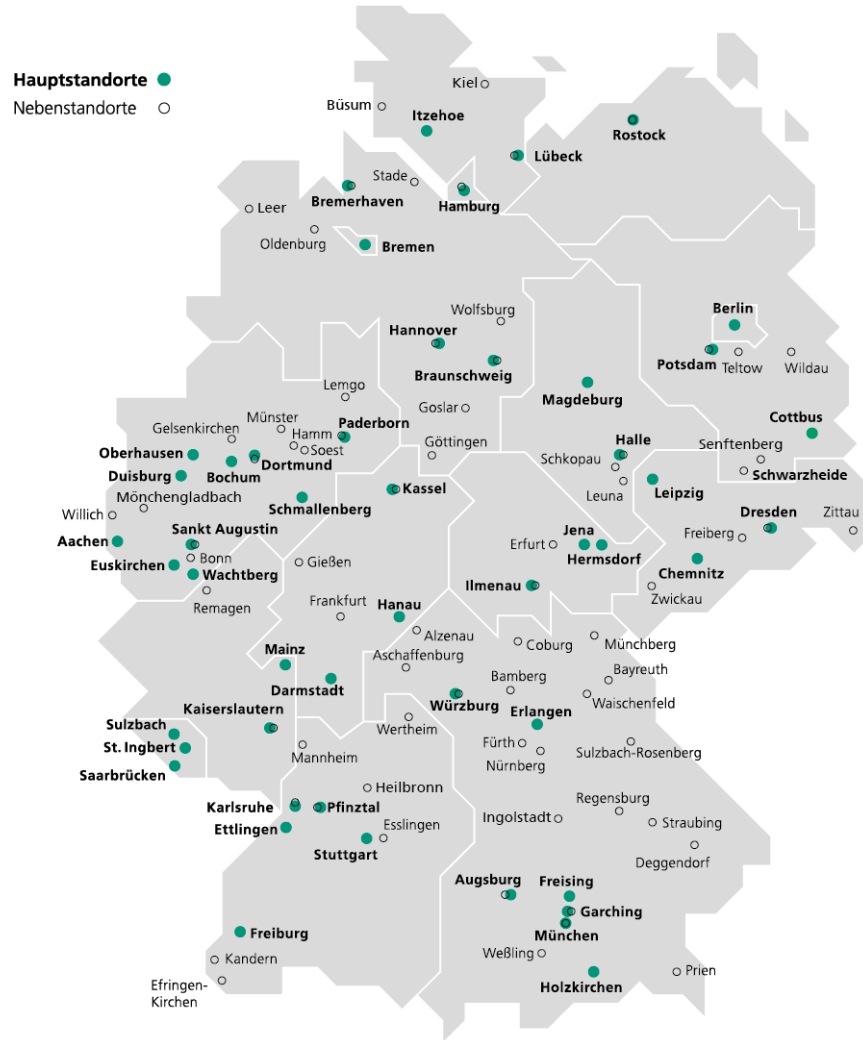 Hauptstandorte
Nebenstandorte
Kiel
Büsum
Itzehoe
Rostock
Lübeck
Stade
Bremerhaven
Hamburg
Leer
Oldenburg
Bremen
Wolfsburg
Berlin
Hannover
Potsdam
Teltow
Wildau
Braunschweig
Lemgo
Magdeburg
Goslar
Münster
Paderborn
Gelsenkirchen
Hamm
Cottbus
Göttingen
Halle
Senftenberg
Soest
Oberhausen
Dortmund
Schkopau
Schwarzheide
Duisburg
Bochum
Leipzig
Kassel
Leuna
Mönchengladbach
Schmallenberg
Willich
Dresden
Zittau
Sankt Augustin
Jena
Freiberg
Aachen
Erfurt
Bonn
Hermsdorf
Gießen
Euskirchen
Chemnitz
Wachtberg
Ilmenau
Zwickau
Remagen
Frankfurt
Hanau
Alzenau
Coburg
Münchberg
Mainz
Aschaffenburg
Bayreuth
Bamberg
Darmstadt
Waischenfeld
Würzburg
Kaiserslautern
Erlangen
Sulzbach
Wertheim
Fürth
St. Ingbert
Mannheim
Sulzbach-Rosenberg
Nürnberg
Saarbrücken
Heilbronn
Regensburg
Karlsruhe
Pfinztal
Ingolstadt
Straubing
Ettlingen
Esslingen
Stuttgart
Deggendorf
Augsburg
Freising
Garching
Freiburg
München
Weßling
Kandern
Prien
Holzkirchen
Efringen-
Kirchen